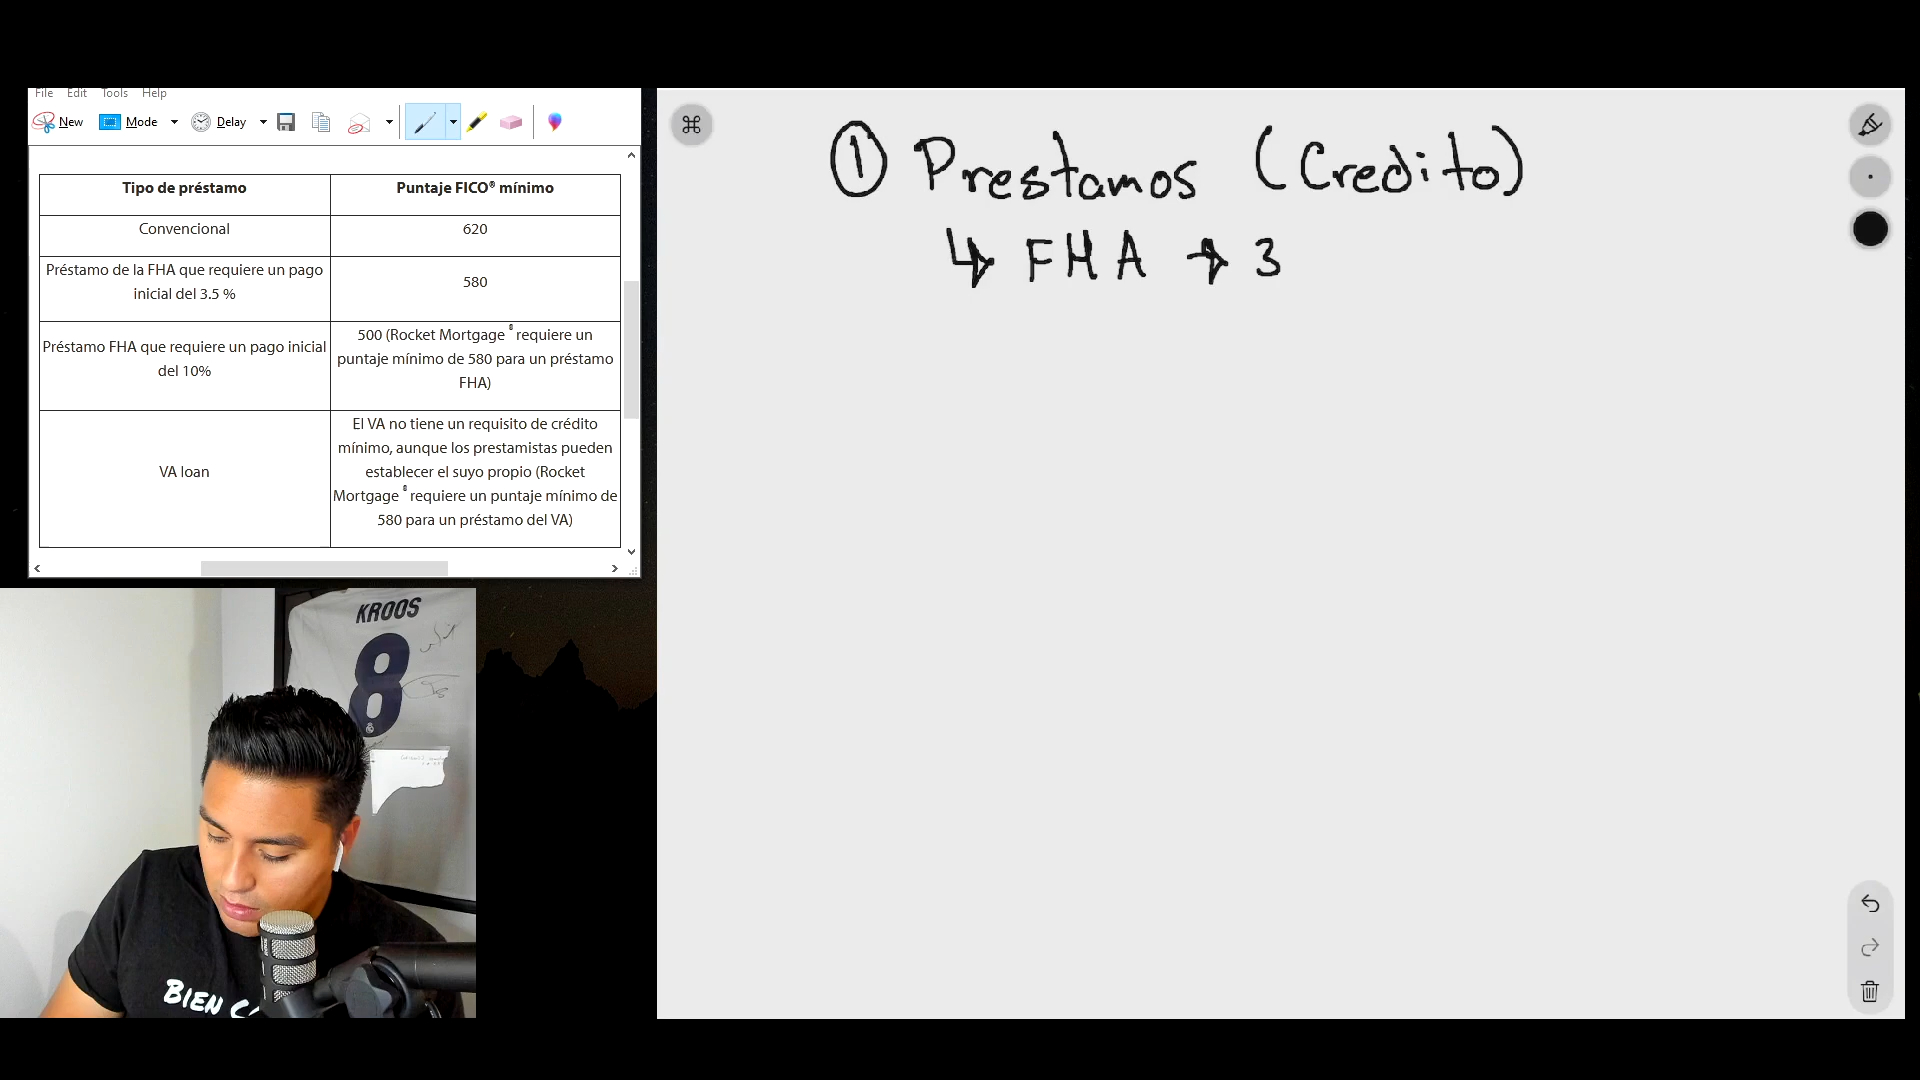 File Edit Tools Help
New Mode Delay
Tipo de préstamo Puntaje FICO® mínimo
Convencional 620
Préstamo de la FHA que requiere un pago
inicial del 3.5 %
580
Préstamo FHA que requiere un pago inicial
del 10%
500 (Rocket Mortgage ® requiere un
puntaje mínimo de 580 para un préstamo
FHA)
VA loan
El VA no tiene un requisito de crédito
mínimo, aunque los prestamistas pueden
establecer el suyo propio (Rocket
Mortgage ® requiere un puntaje mínimo de
580 para un préstamo del VA)
① Prestamos (Credito)
↳ FHA → 3
KROOS
8
BIEN